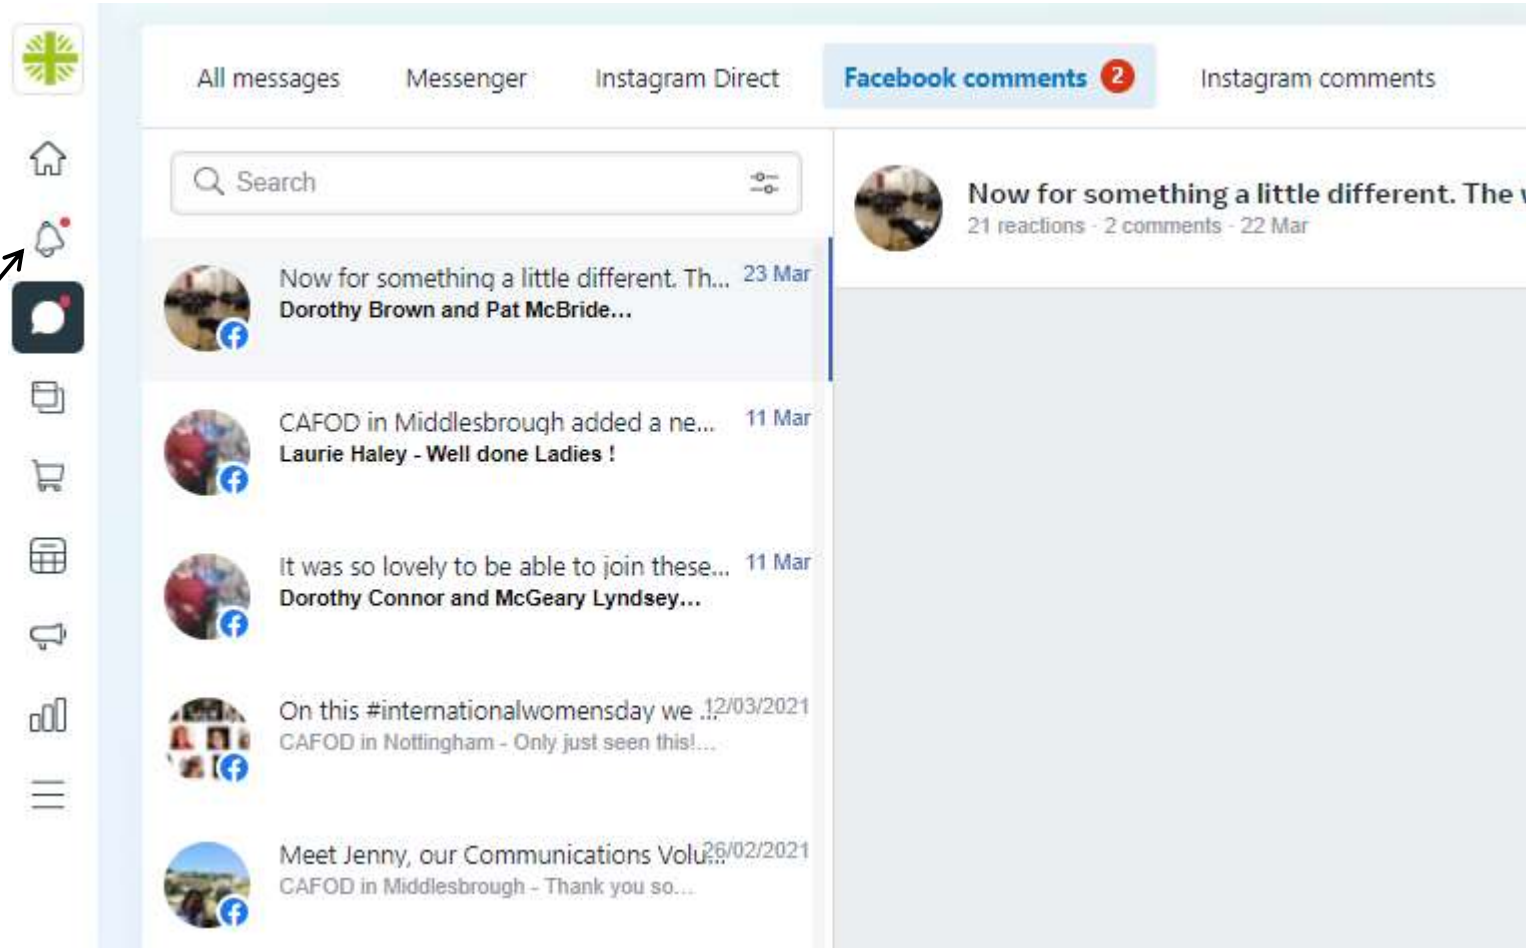 All messages Messenger Instagram Direct Facebook comments 2 Instagram comments
Search
Now for something a little different. Th... 23 Mar
Dorothy Brown and Pat McBride...
CAFOD in Middlesbrough added a ne... 11 Mar
Laurie Haley - Well done Ladies !
It was so lovely to be able to join these... 11 Mar
Dorothy Connor and McGeary Lyndsey...
On this #internationalwomensday we ... 12/03/2021
CAFOD in Nottingham - Only just seen this!...
Meet Jenny, our Communications Volu... 26/02/2021
CAFOD in Middlesbrough - Thank you so...
Now for something a little different. The
21 reactions · 2 comments · 22 Mar